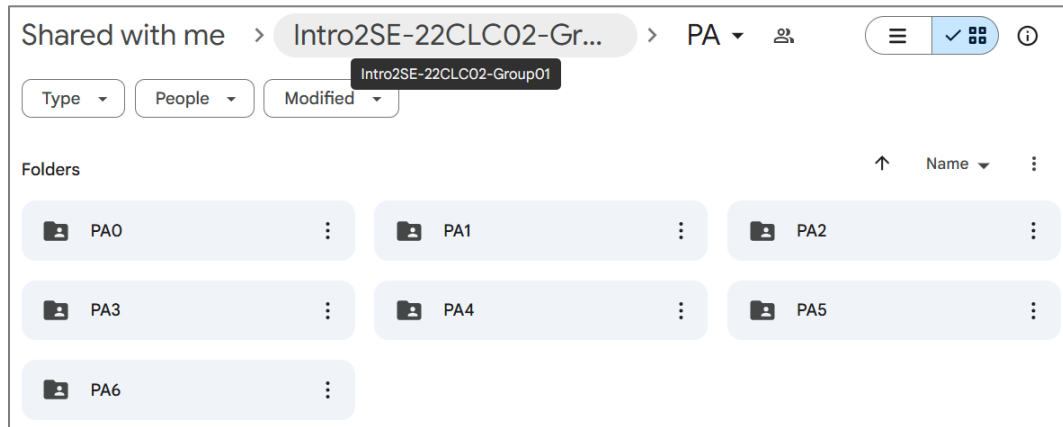 Shared with me > Intro2SE-22CLC02-Gr... > PA
Intro2SE-22CLC02-Group01
Type People Modified
Folders Name
PA0 PA1 PA2
PA3 PA4 PA5
PA6